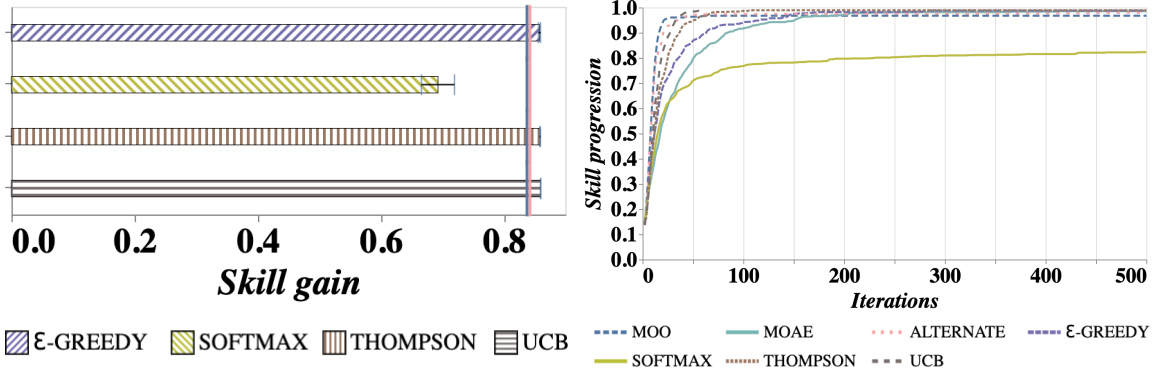 0.0 0.2 0.4 0.6 0.8
Skill gain
Ɛ-GREEDY SOFTMAX THOMPSON UCB
1.0
0.9
0.8
0.7
0.6
0.5
0.4
0.3
0.2
0.1
0.0
Skill progression
0 100 200 300 400 500
Iterations
MOO MOAE ALTERNATE Ɛ-GREEDY
SOFTMAX THOMPSON UCB